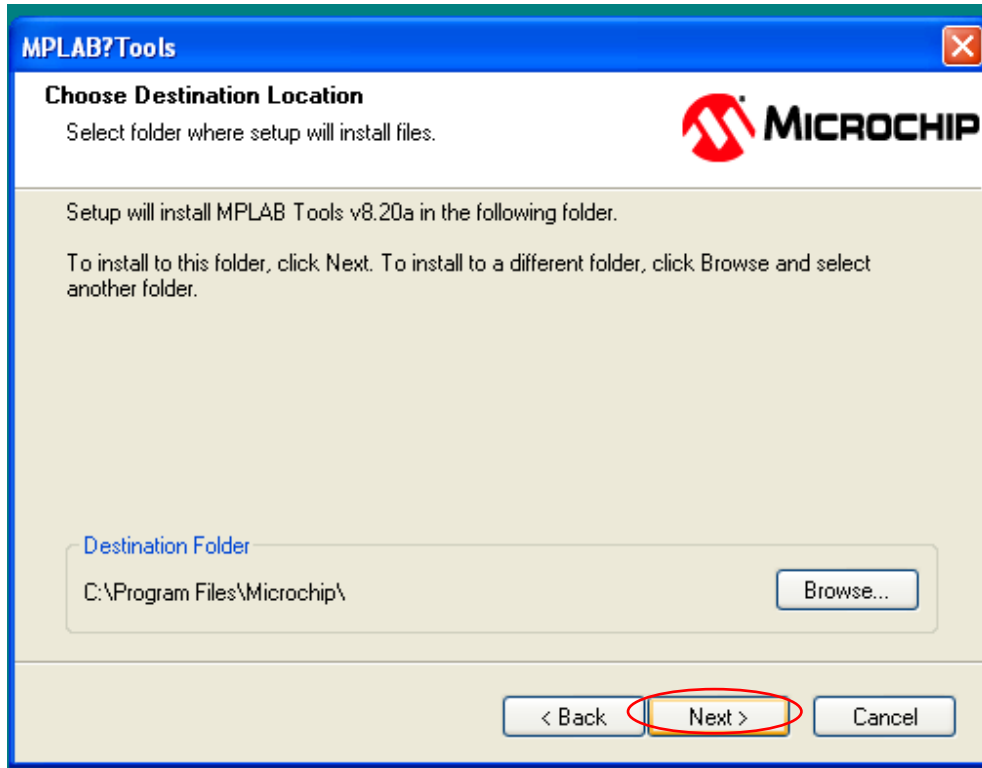 MPLAB?Tools
Choose Destination Location
Select folder where setup will install files.
MICROCHIP
Setup will install MPLAB Tools v8.20a in the following folder.
To install to this folder, click Next. To install to a different folder, click Browse and select
another folder.
Destination Folder
C:\Program Files\Microchip\
Browse...
< Back
Next >
Cancel